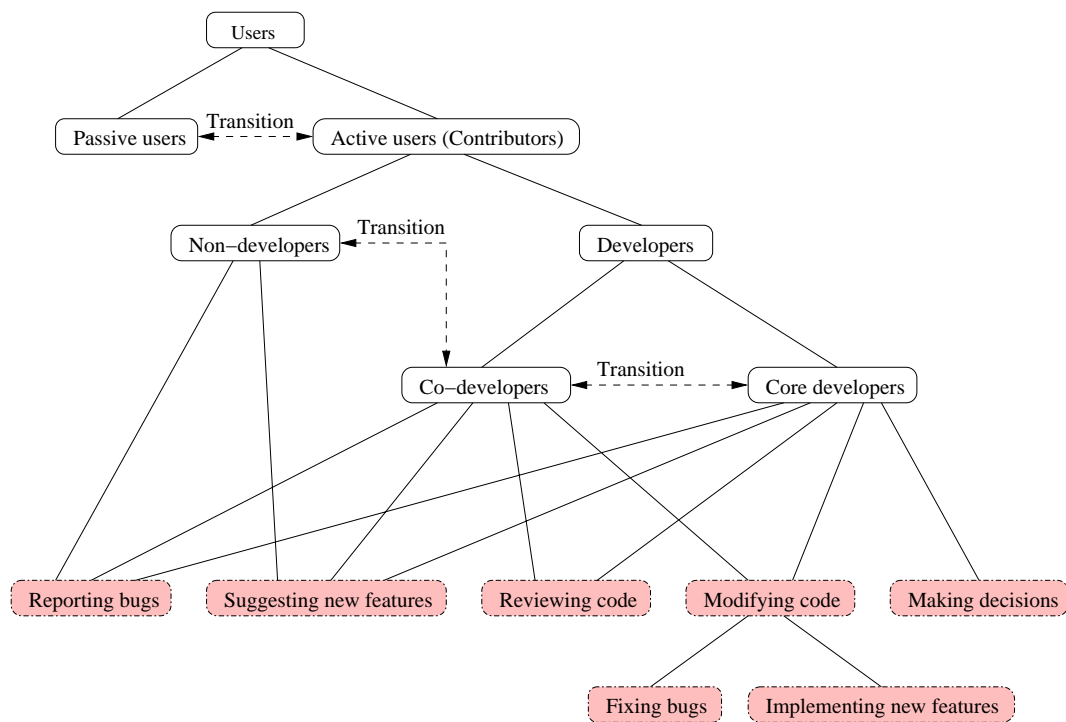 Users
Transition
Passive users
Active users (Contributors)
Transition
Non−developers
Developers
Transition
Co−developers
Core developers
Reporting bugs
Suggesting new features
Reviewing code
Modifying code
Making decisions
Fixing bugs
Implementing new features